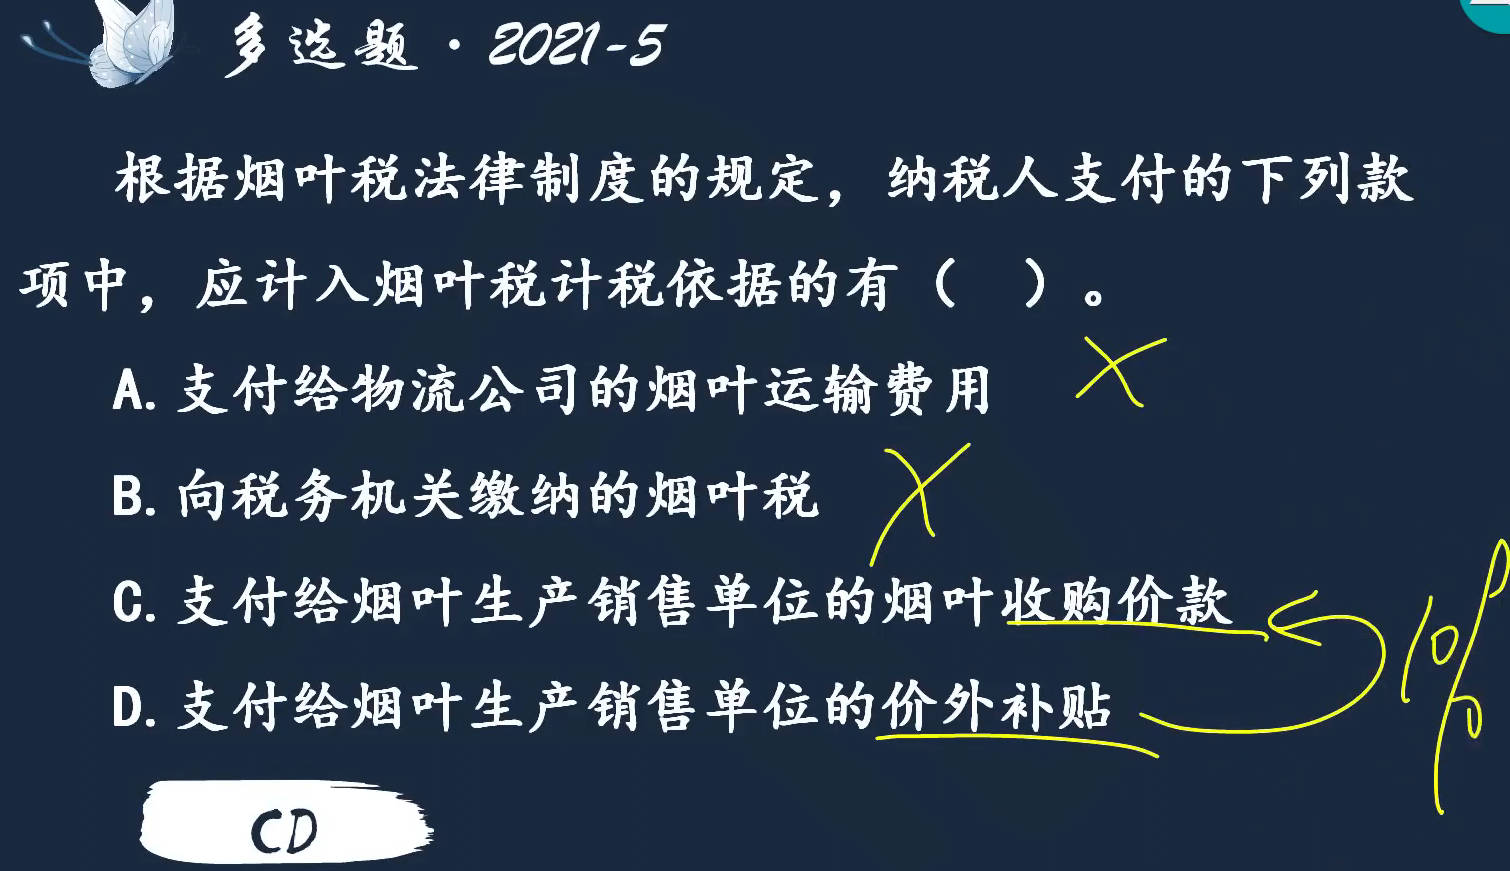 多选题·2021-5
根据烟叶税法律制度的规定，纳税人支付的下列款
项中，应计入烟叶税计税依据的有（ ）。
A.支付给物流公司的烟叶运输费用
B.向税务机关缴纳的烟叶税
C.支付给烟叶生产销售单位的烟叶收购价款
D.支付给烟叶生产销售单位的价外补贴
10%
CD